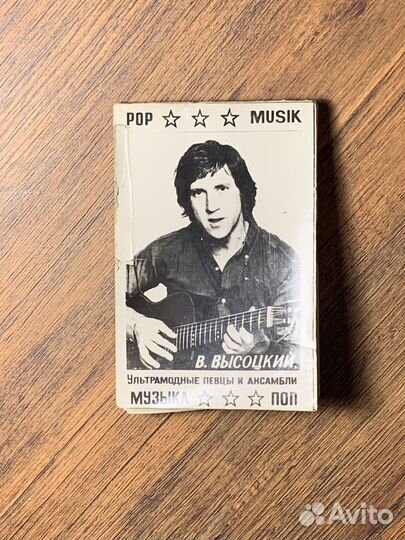 POP ☆ ☆ ☆ MUSIK
В. ВЫСОЦКИЙ
УЛЬТРАМОДНЫЕ ПЕВЦЫ И АНСАМБЛИ
МУЗЫКА ☆ ☆ ☆ ПОП
Avito